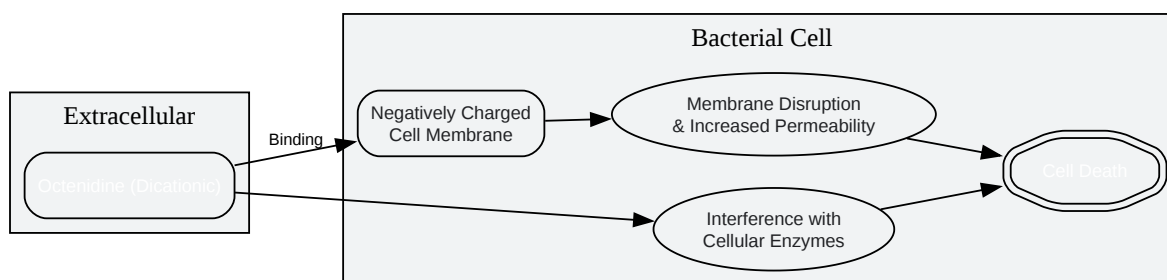 Bacterial Cell
Extracellular
Octenidine (Dicationic)
Binding
Negatively Charged
Cell Membrane
Membrane Disruption
& Increased Permeability
Interference with
Cellular Enzymes
Cell Death